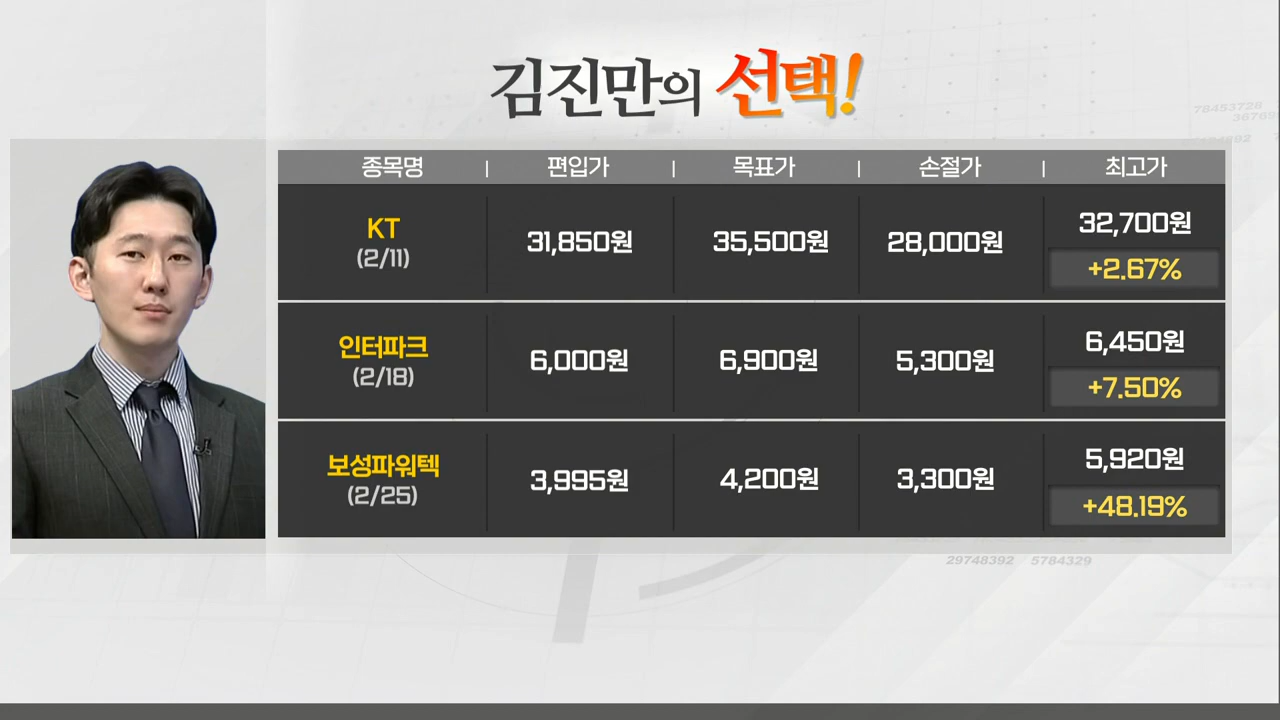 김진만의 선택!
종목명 | 편입가 | 목표가 | 손절가 | 최고가
KT
(2/11)
31,850원
35,500원
28,000원
32,700원
+2.67%
인터파크
(2/18)
6,000원
6,900원
5,300원
6,450원
+7.50%
보성파워텍
(2/25)
3,995원
4,200원
3,300원
5,920원
+48.19%
78453728
29748392 5784329